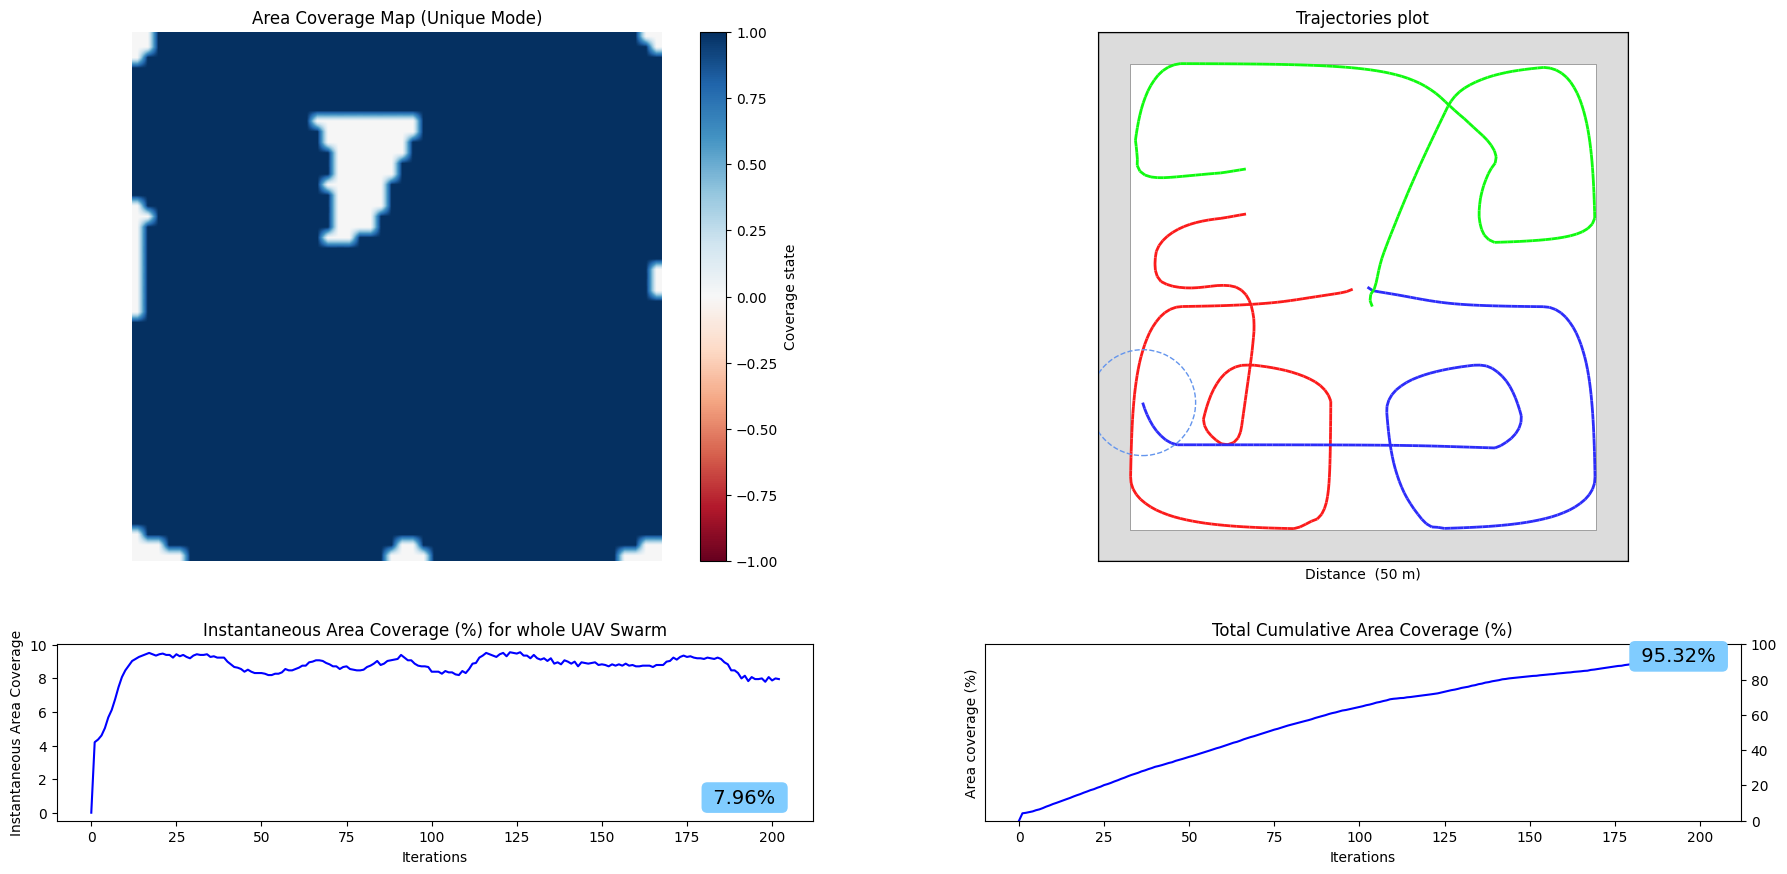 Area Coverage Map (Unique Mode)
1.00
0.75
0.50
0.25
0.00
−0.25
−0.50
−0.75
−1.00
Coverage state
Trajectories plot
Distance  (50 m)
Instantaneous Area Coverage (%) for whole UAV Swarm
Instantaneous Area Coverage
10
8
6
4
2
0
7.96%
0 25 50 75 100 125 150 175 200
Iterations
Total Cumulative Area Coverage (%)
Area coverage (%)
95.32%
100
80
60
40
20
0
0 25 50 75 100 125 150 175 200
Iterations